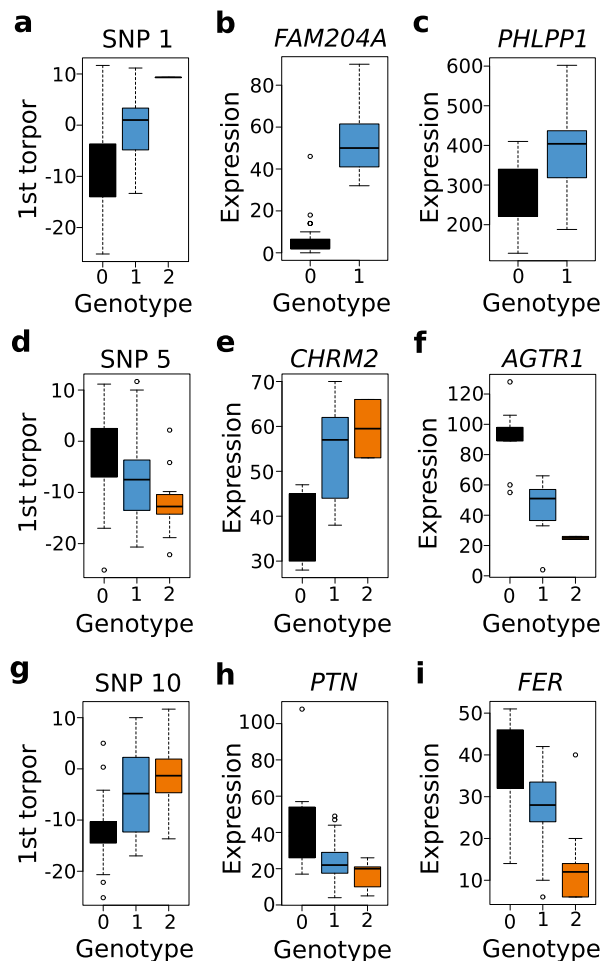 a SNP 1
1st torpor
10
0
-10
-20
0 1 2
Genotype
b FAM204A
Expression
80
60
40
20
0
0 1
Genotype
c PHLPP1
Expression
600
500
400
300
200
0 1
Genotype
d SNP 5
1st torpor
10
0
-10
-20
0 1 2
Genotype
e CHRM2
Expression
70
60
50
40
30
0 1 2
Genotype
f AGTR1
Expression
120
100
80
60
40
20
0
0 1 2
Genotype
g SNP 10
1st torpor
10
0
-10
-20
0 1 2
Genotype
h PTN
Expression
100
80
60
40
20
0
0 1 2
Genotype
i FER
Expression
50
40
30
20
10
0 1 2
Genotype